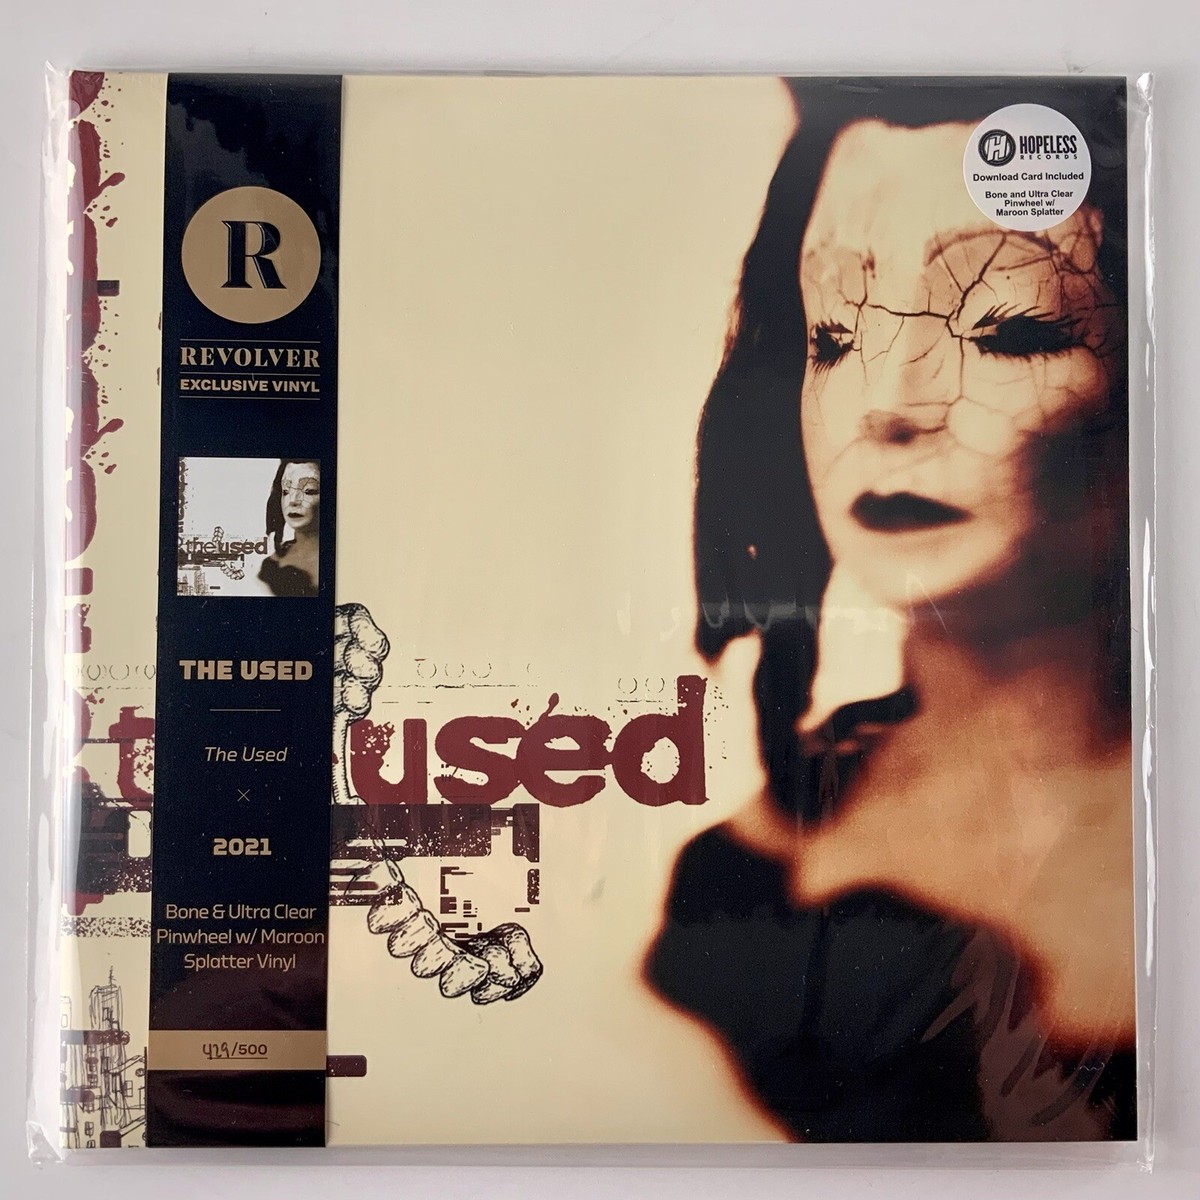 R
REVOLVER
EXCLUSIVE VINYL
the used
THE USED
The Used
×
2021
Bone & Ultra Clear
Pinwheel w/ Maroon
Splatter Vinyl
429/500
used
H HOPELESS
RECORDS
Download Card Included
Bone and Ultra Clear
Pinwheel w/
Maroon Splatter